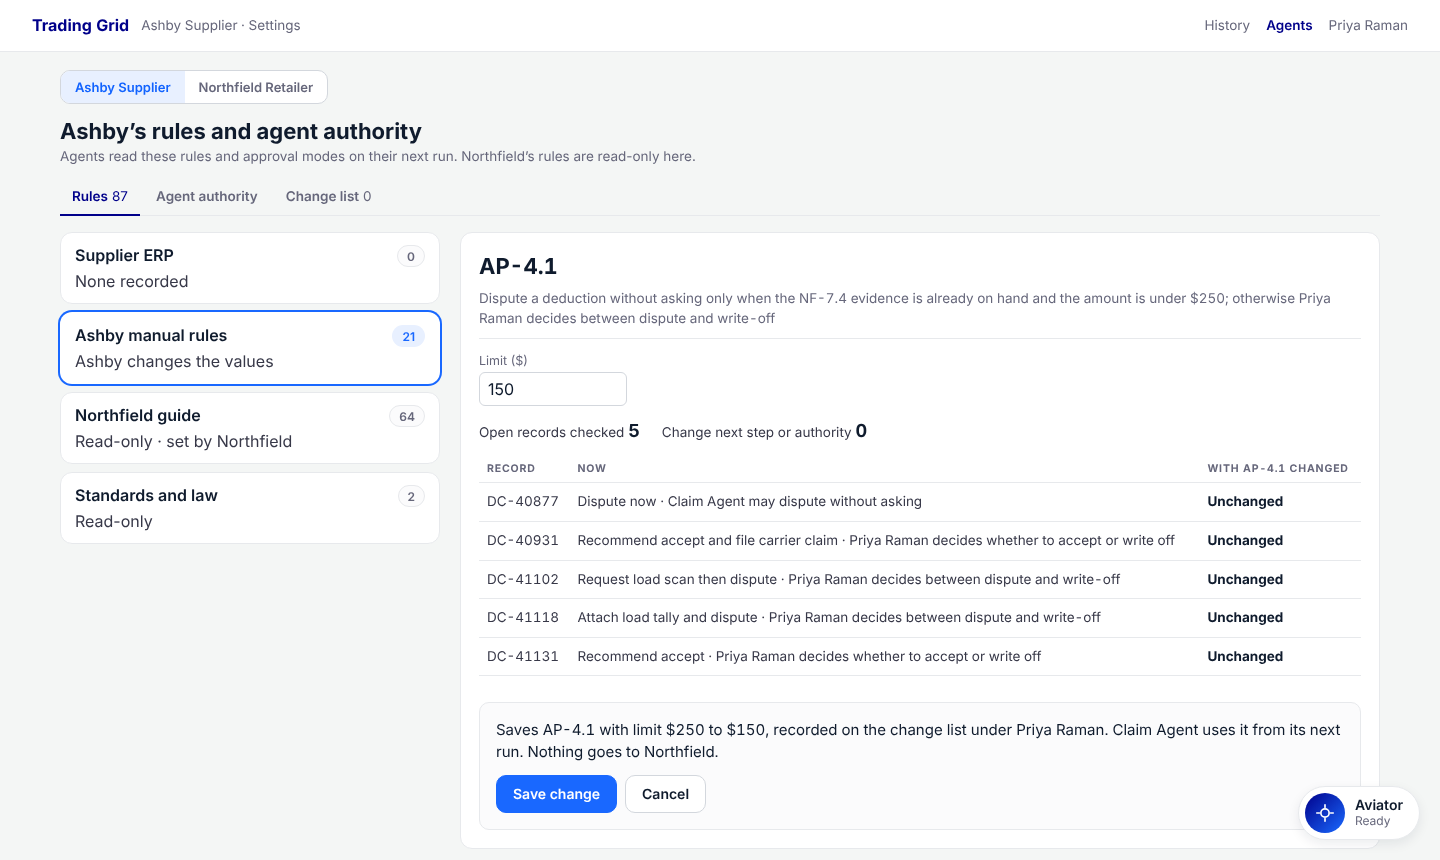 Trading Grid Ashby Supplier · Settings
History Agents Priya Raman
Ashby Supplier Northfield Retailer
Ashby’s rules and agent authority
Agents read these rules and approval modes on their next run. Northfield’s rules are read-only here.
Rules 87 Agent authority Change list 0
Supplier ERP 0
None recorded
Ashby manual rules 21
Ashby changes the values
Northfield guide 64
Read-only · set by Northfield
Standards and law 2
Read-only
AP-4.1
Dispute a deduction without asking only when the NF-7.4 evidence is already on hand and the amount is under $250; otherwise Priya
Raman decides between dispute and write-off
Limit ($)
150
Open records checked 5 Change next step or authority 0
RECORD NOW WITH AP-4.1 CHANGED
DC-40877 Dispute now · Claim Agent may dispute without asking Unchanged
DC-40931 Recommend accept and file carrier claim · Priya Raman decides whether to accept or write off Unchanged
DC-41102 Request load scan then dispute · Priya Raman decides between dispute and write-off Unchanged
DC-41118 Attach load tally and dispute · Priya Raman decides between dispute and write-off Unchanged
DC-41131 Recommend accept · Priya Raman decides whether to accept or write off Unchanged
Saves AP-4.1 with limit $250 to $150, recorded on the change list under Priya Raman. Claim Agent uses it from its next
run. Nothing goes to Northfield.
Save change Cancel
Aviator
Ready